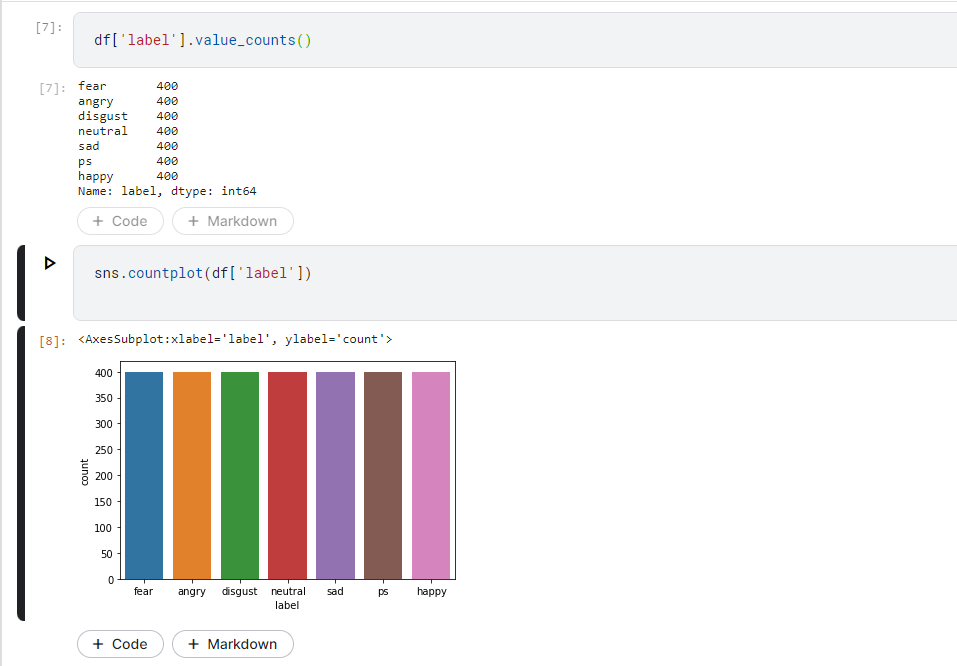 [7]:
df['label'].value_counts()
[7]:
fear 400
angry 400
disgust 400
neutral 400
sad 400
ps 400
happy 400
Name: label, dtype: int64
+ Code + Markdown
sns.countplot(df['label'])
[8]:
<AxesSubplot:xlabel='label', ylabel='count'>
400
350
300
250
200
150
100
50
0
count
fear angry disgust neutral sad ps happy
label
+ Code + Markdown